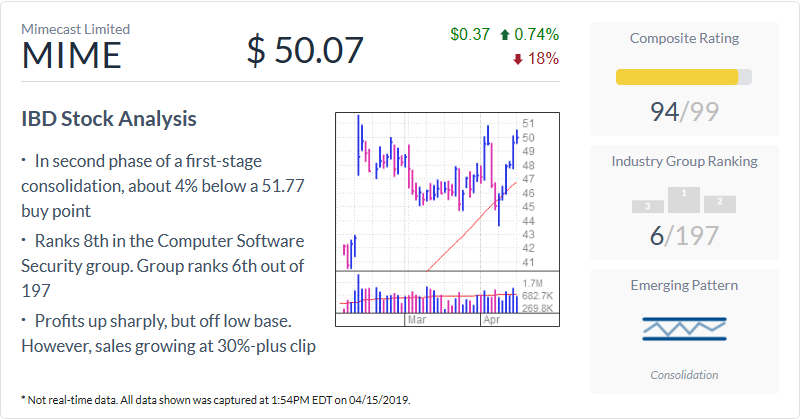 Mimecast Limited
MIME
$ 50.07
$0.37 0.74%
18%
IBD Stock Analysis
· In second phase of a first-stage
consolidation, about 4% below a 51.77
buy point
· Ranks 8th in the Computer Software
Security group. Group ranks 6th out of
197
· Profits up sharply, but off low base.
However, sales growing at 30%-plus clip
51
50
49
48
47
46
45
44
43
42
41
1.7M
682.7K
269.8K
Mar Apr
* Not real-time data. All data shown was captured at 1:54PM EDT on 04/15/2019.
Composite Rating
94/99
Industry Group Ranking
3 1 2
6/197
Emerging Pattern
Consolidation